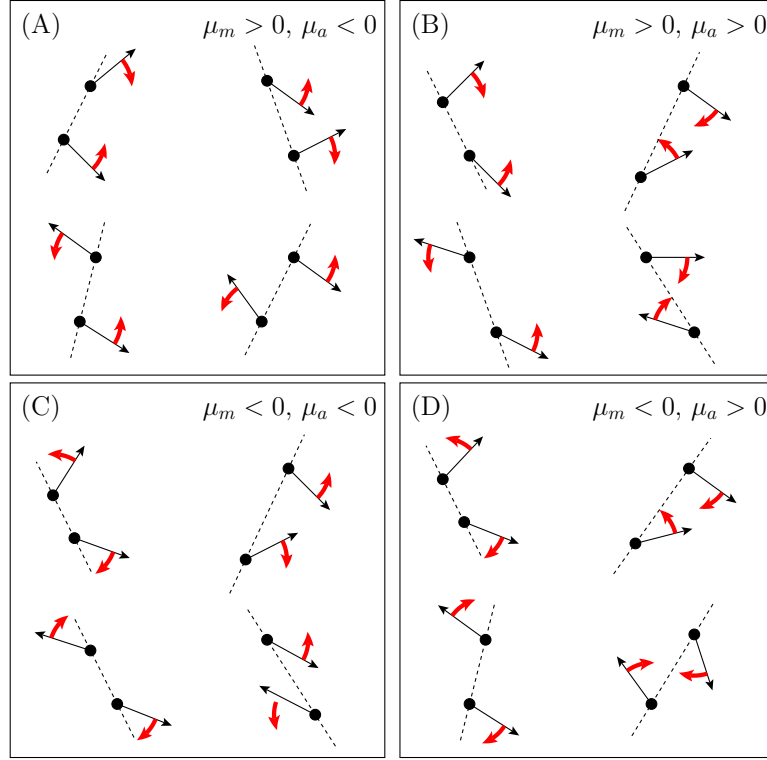 (A) μ_m > 0, μ_a < 0
(B) μ_m > 0, μ_a > 0
(C) μ_m < 0, μ_a < 0
(D) μ_m < 0, μ_a > 0